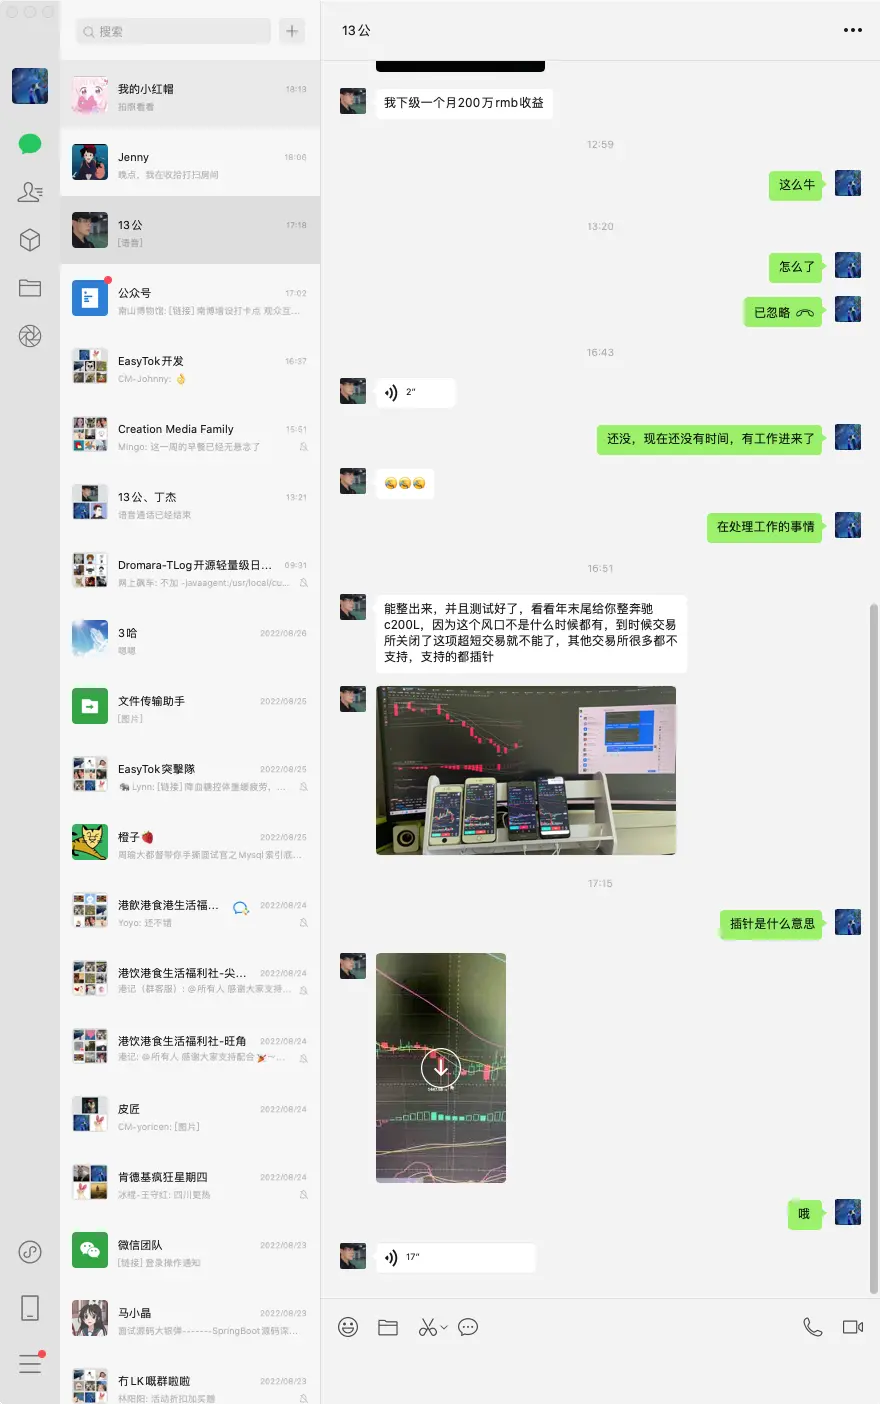 搜索
我的小红帽
18:13
拍照看看
Jenny
18:06
晚点，我在收拾打扫房间
13公
17:18
[语音]
公众号
17:02
南山博物馆: [链接] 南博增设打卡点 观众互...
EasyTok开发
16:37
CM-Johnny: 👌
Creation Media Family
15:51
Mingo: 这一周的早餐已经无悬念了
13公、丁杰
13:21
语音通话已经结束
Dromara-TLog开源轻量级日...
09:31
网上飙车: 不加 -javaagent:/usr/local/cu...
3哈
2022/08/26
嗯嗯
文件传输助手
2022/08/25
[图片]
EasyTok突擊隊
2022/08/25
Lynn: [链接] 降血糖控体重缓疲劳，...
橙子🍓
2022/08/25
周瑜大都督带你手撕面试官之Mysql索引底...
港飲港食港生活福...
2022/08/24
Yoyo: 还不错
港饮港食生活福利社-尖...
2022/08/24
港记（群客服）: @所有人 感谢大家支持...
港饮港食生活福利社-旺角
2022/08/24
港记: @所有人 感谢大家支持配合🎉～...
皮匠
2022/08/24
CM-yoricen: [图片]
肯德基疯狂星期四
2022/08/24
冰棍-王守红: 四川更热
微信团队
2022/08/23
[链接] 登录操作通知
马小晶
2022/08/23
面试源码大银弹-------SpringBoot源码深...
冇LK嘅群啦啦
2022/08/23
林阳阳: 活动折扣加买赠
13公
我下级一个月200万rmb收益
12:59
这么牛
13:20
怎么了
已忽略
16:43
2"
还没，现在还没有时间，有工作进来了
😂😂😂
在处理工作的事情
16:51
能整出来，并且测试好了，看看年末尾给你整奔驰
c200L，因为这个风口不是什么时候都有，到时候交易
所关闭了这项超短交易就不能了，其他交易所很多都不
支持，支持的都插针
17:15
插针是什么意思
哦
17"